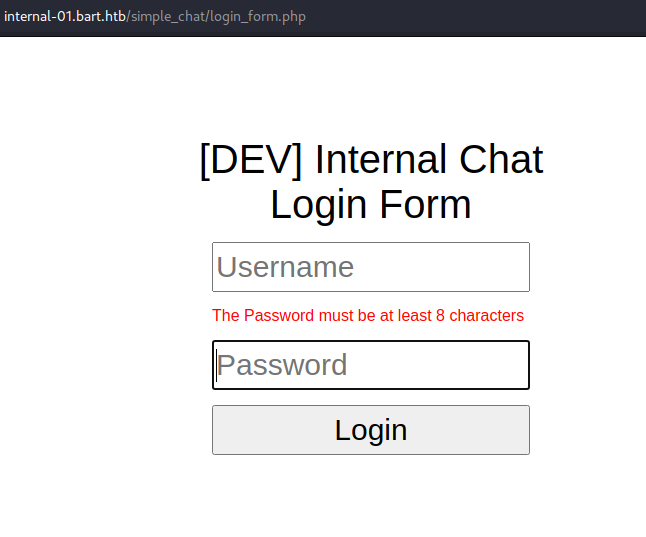 internal-01.bart.htb/simple_chat/login_form.php
[DEV] Internal Chat
Login Form
Username
The Password must be at least 8 characters
Password
Login